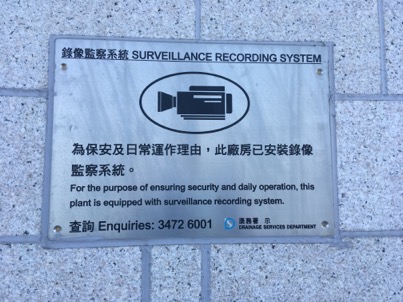 錄像監察系統 SURVEILLANCE RECORDING SYSTEM
為保安及日常運作理由，此廠房已安裝錄像
監察系統。
For the purpose of ensuring security and daily operation, this
plant is equipped with surveillance recording system.
查詢 Enquiries: 3472 6001
渠務署 示
DRAINAGE SERVICES DEPARTMENT